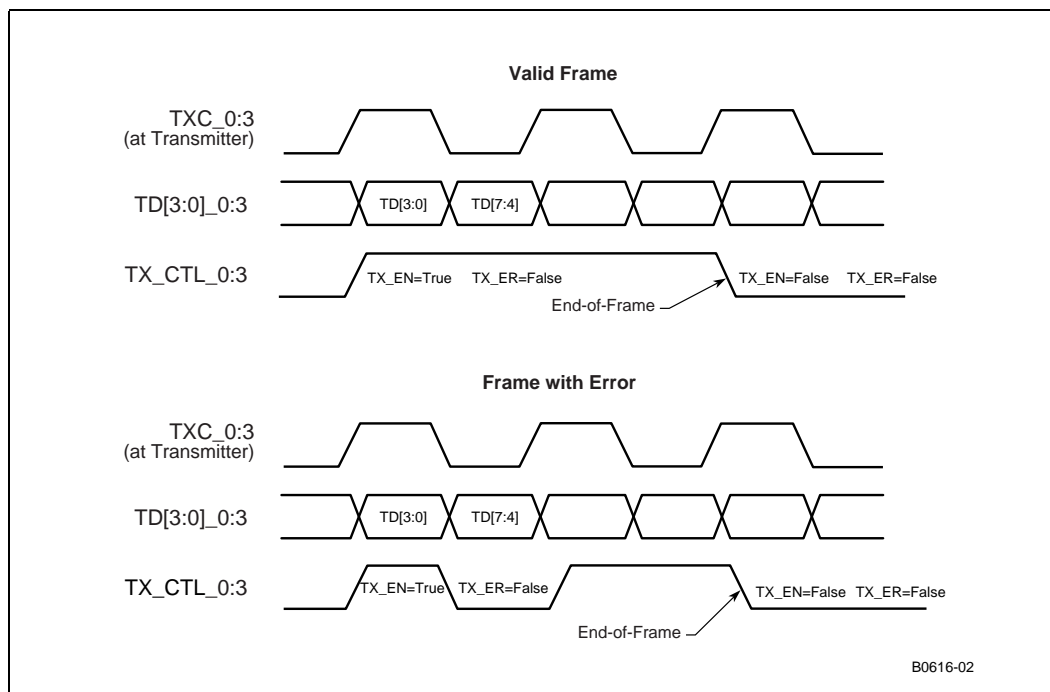 Valid Frame
TXC_0:3
(at Transmitter)
TD[3:0]_0:3
TD[3:0]
TD[7:4]
TX_CTL_0:3
TX_EN=True
TX_ER=False
TX_EN=False
TX_ER=False
End-of-Frame
Frame with Error
TXC_0:3
(at Transmitter)
TD[3:0]_0:3
TD[3:0]
TD[7:4]
TX_CTL_0:3
TX_EN=True
TX_ER=False
TX_EN=False
TX_ER=False
End-of-Frame
B0616-02